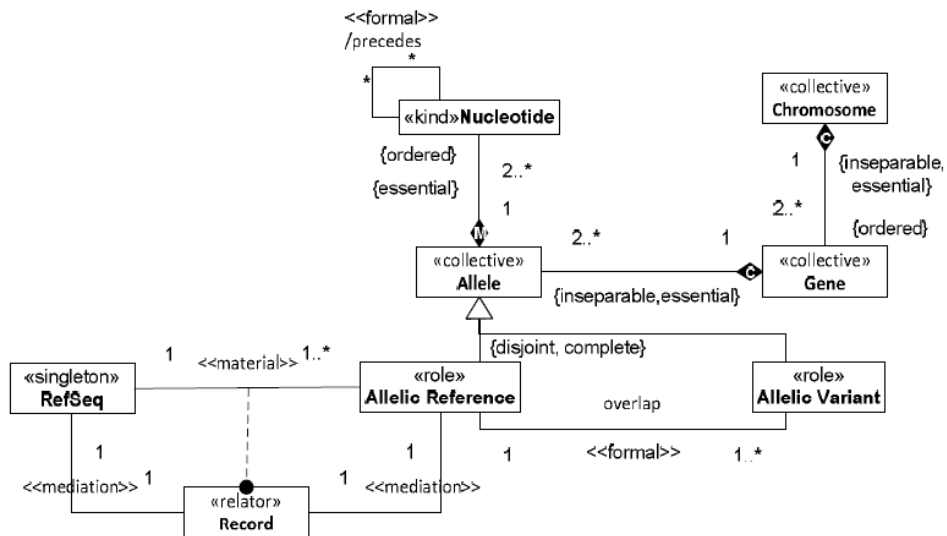 <<formal>>
/precedes
*
*
«kind»Nucleotide
«collective»
Chromosome
{ordered}
{essential}
2..*
1
M
C
1
{inseparable,
essential}
2..*
{ordered}
«collective»
Allele
2..*
1
C
{inseparable,essential}
«collective»
Gene
{disjoint, complete}
1
<<material>>
1..*
«singleton»
RefSeq
«role»
Allelic Reference
overlap
«role»
Allelic Variant
1
<<formal>>
1..*
1
<<mediation>>
1
1
1
<<mediation>>
«relator»
Record